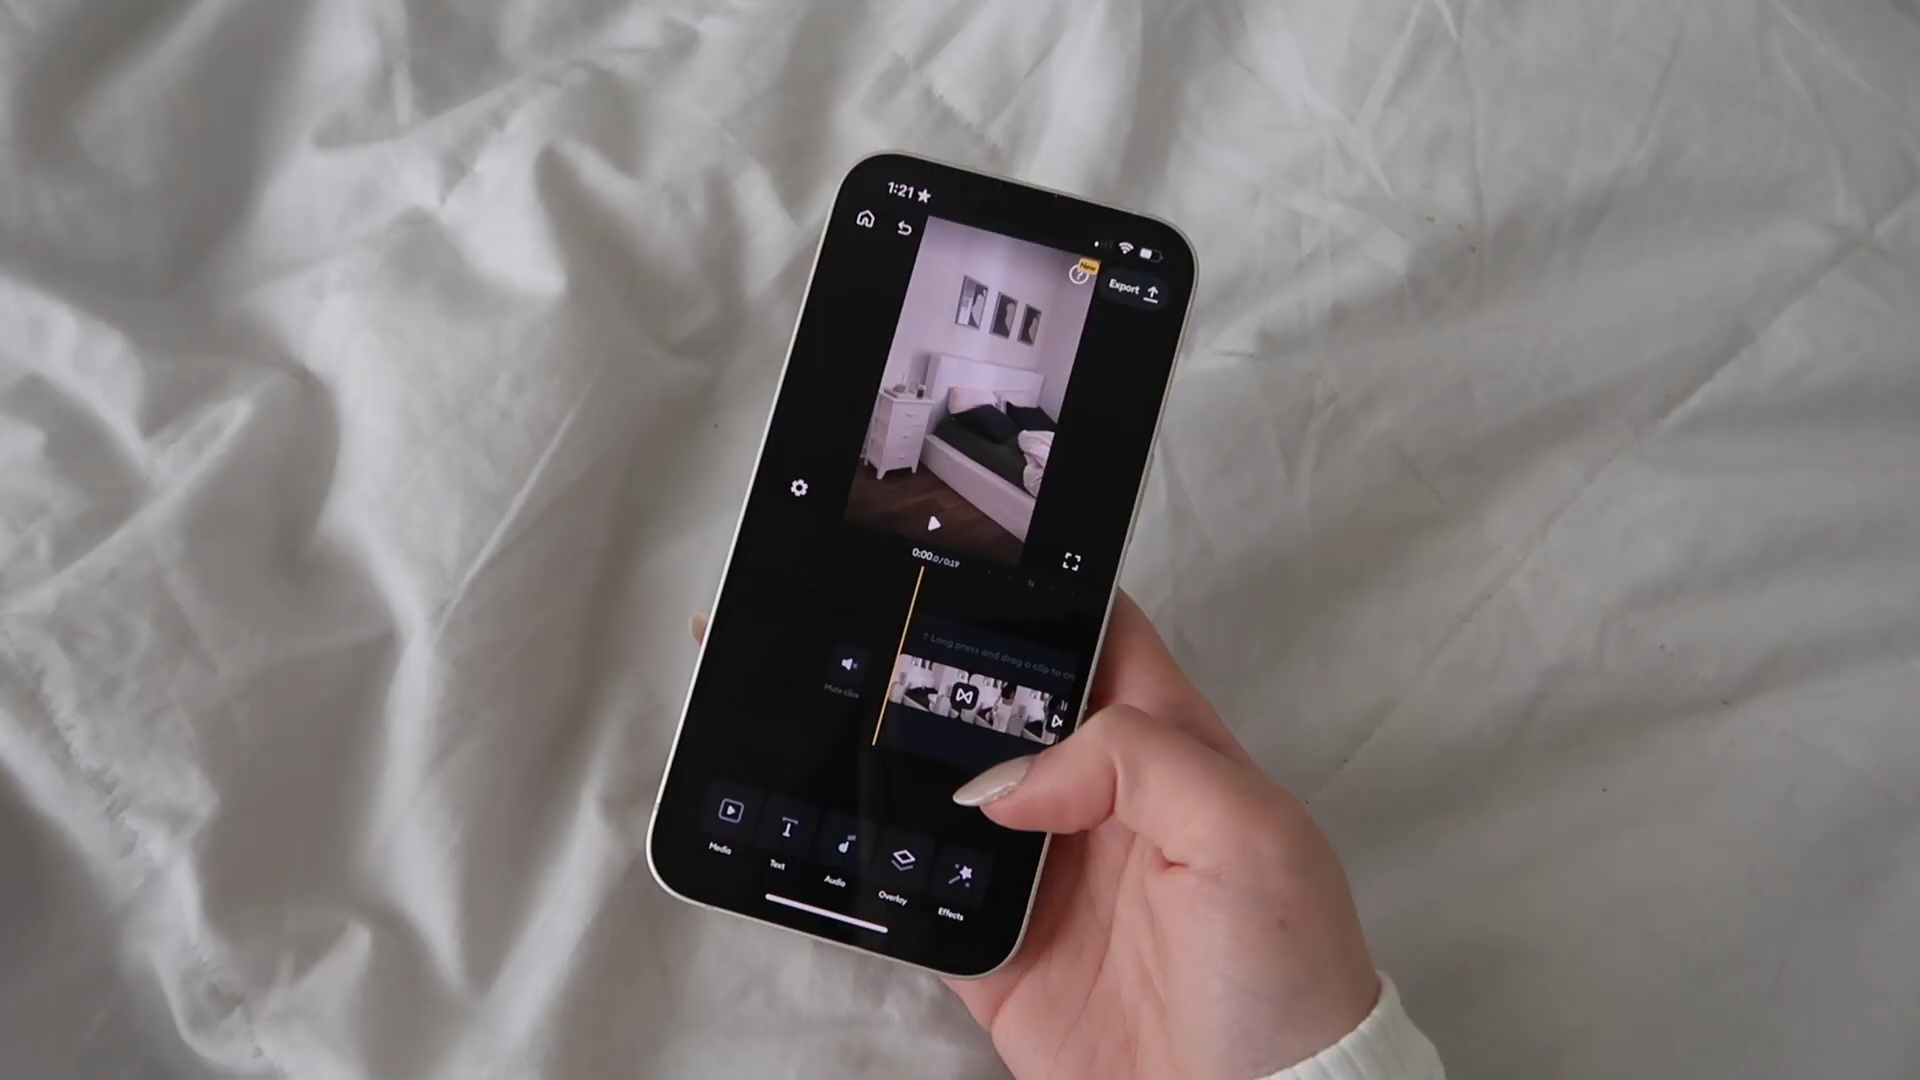 1:21
New
Export
0:00.0/0:19
Long press and drag a clip to
Mute clips
Media
Text
Audio
Overlay
Effects